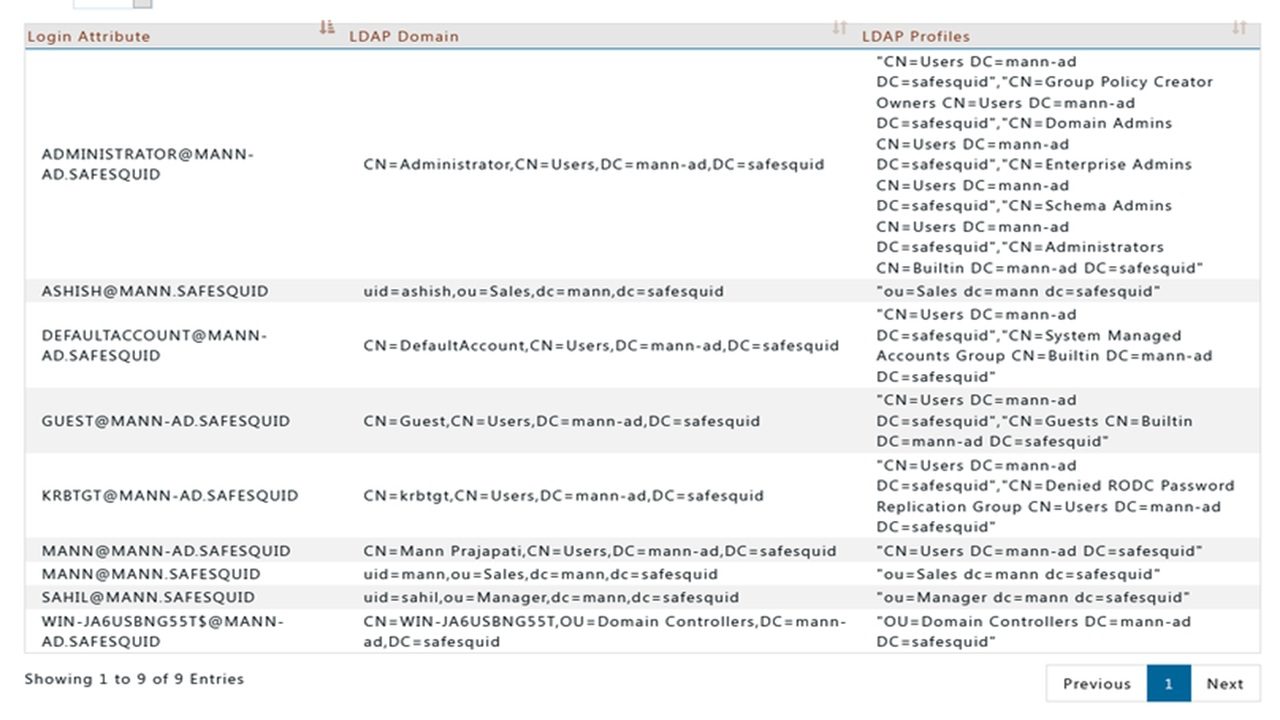 Login Attribute LDAP Domain LDAP Profiles
"CN=Users DC=mann-ad
DC=safesquid","CN=Group Policy Creator
Owners CN=Users DC=mann-ad
DC=safesquid","CN=Domain Admins
CN=Users DC=mann-ad
DC=safesquid","CN=Enterprise Admins
CN=Users DC=mann-ad
DC=safesquid","CN=Schema Admins
CN=Users DC=mann-ad
DC=safesquid","CN=Administrators
CN=Builtin DC=mann-ad DC=safesquid"
ADMINISTRATOR@MANN-
AD.SAFESQUID
CN=Administrator,CN=Users,DC=mann-ad,DC=safesquid
ASHISH@MANN.SAFESQUID uid=ashish,ou=Sales,dc=mann,dc=safesquid "ou=Sales dc=mann dc=safesquid"
DEFAULTACCOUNT@MANN-
AD.SAFESQUID
CN=DefaultAccount,CN=Users,DC=mann-ad,DC=safesquid
"CN=Users DC=mann-ad
DC=safesquid","CN=System Managed
Accounts Group CN=Builtin DC=mann-ad
DC=safesquid"
GUEST@MANN-AD.SAFESQUID CN=Guest,CN=Users,DC=mann-ad,DC=safesquid
"CN=Users DC=mann-ad
DC=safesquid","CN=Guests CN=Builtin
DC=mann-ad DC=safesquid"
KRBTGT@MANN-AD.SAFESQUID CN=krbtgt,CN=Users,DC=mann-ad,DC=safesquid
"CN=Users DC=mann-ad
DC=safesquid","CN=Denied RODC Password
Replication Group CN=Users DC=mann-ad
DC=safesquid"
MANN@MANN-AD.SAFESQUID CN=Mann Prajapati,CN=Users,DC=mann-ad,DC=safesquid "CN=Users DC=mann-ad DC=safesquid"
MANN@MANN.SAFESQUID uid=mann,ou=Sales,dc=mann,dc=safesquid "ou=Sales dc=mann dc=safesquid"
SAHIL@MANN.SAFESQUID uid=sahil,ou=Manager,dc=mann,dc=safesquid "ou=Manager dc=mann dc=safesquid"
WIN-JA6USBNG55T$@MANN-
AD.SAFESQUID
CN=WIN-JA6USBNG55T,OU=Domain Controllers,DC=mann-
ad,DC=safesquid
"OU=Domain Controllers DC=mann-ad
DC=safesquid"
Showing 1 to 9 of 9 Entries
Previous 1 Next